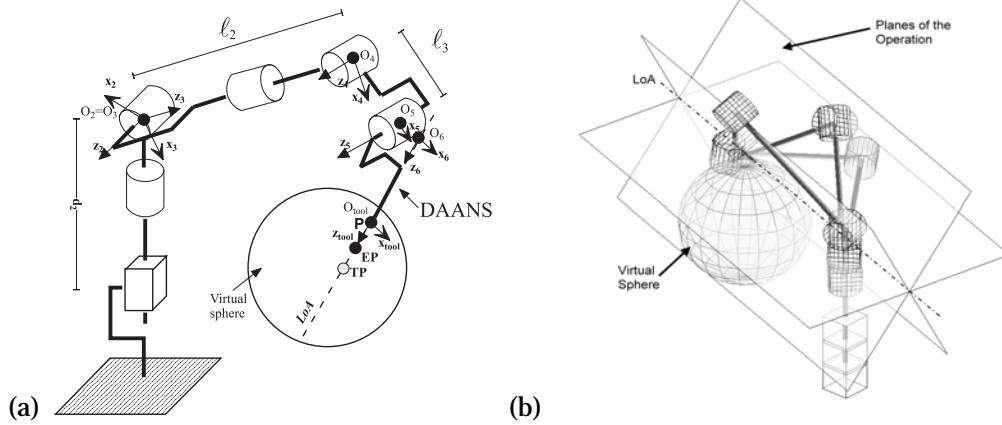 ℓ₂
ℓ₃
O₄
z₄
x₄
x₂
z₃
O₂=O₃
z₂
x₃
O₅
O₆
x₅
z₅
x₆
z₆
d₂
DAANS
Oₜₒₒₗ
P
zₜₒₒₗ
xₜₒₒₗ
EP
TP
Virtual
sphere
LoA
(a)
Planes of the
Operation
LoA
Virtual
Sphere
(b)